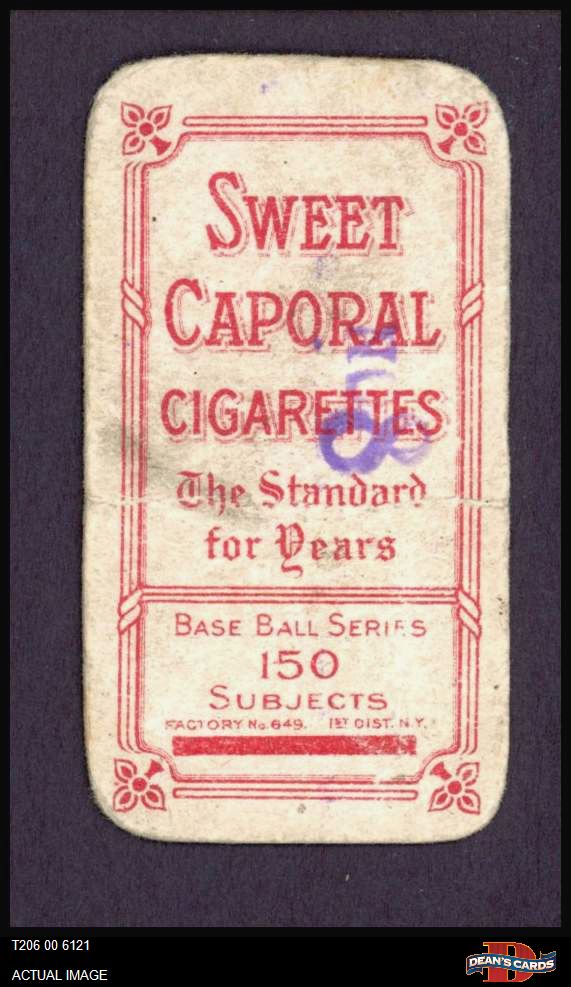 SWEET
CAPORAL
CIGARETTES
The Standard
for Years
BASE BALL SERIES
150
SUBJECTS
FACTORY No. 649. 1ST DIST. N.Y.
T206 00 6121
ACTUAL IMAGE
DEAN'S CARDS